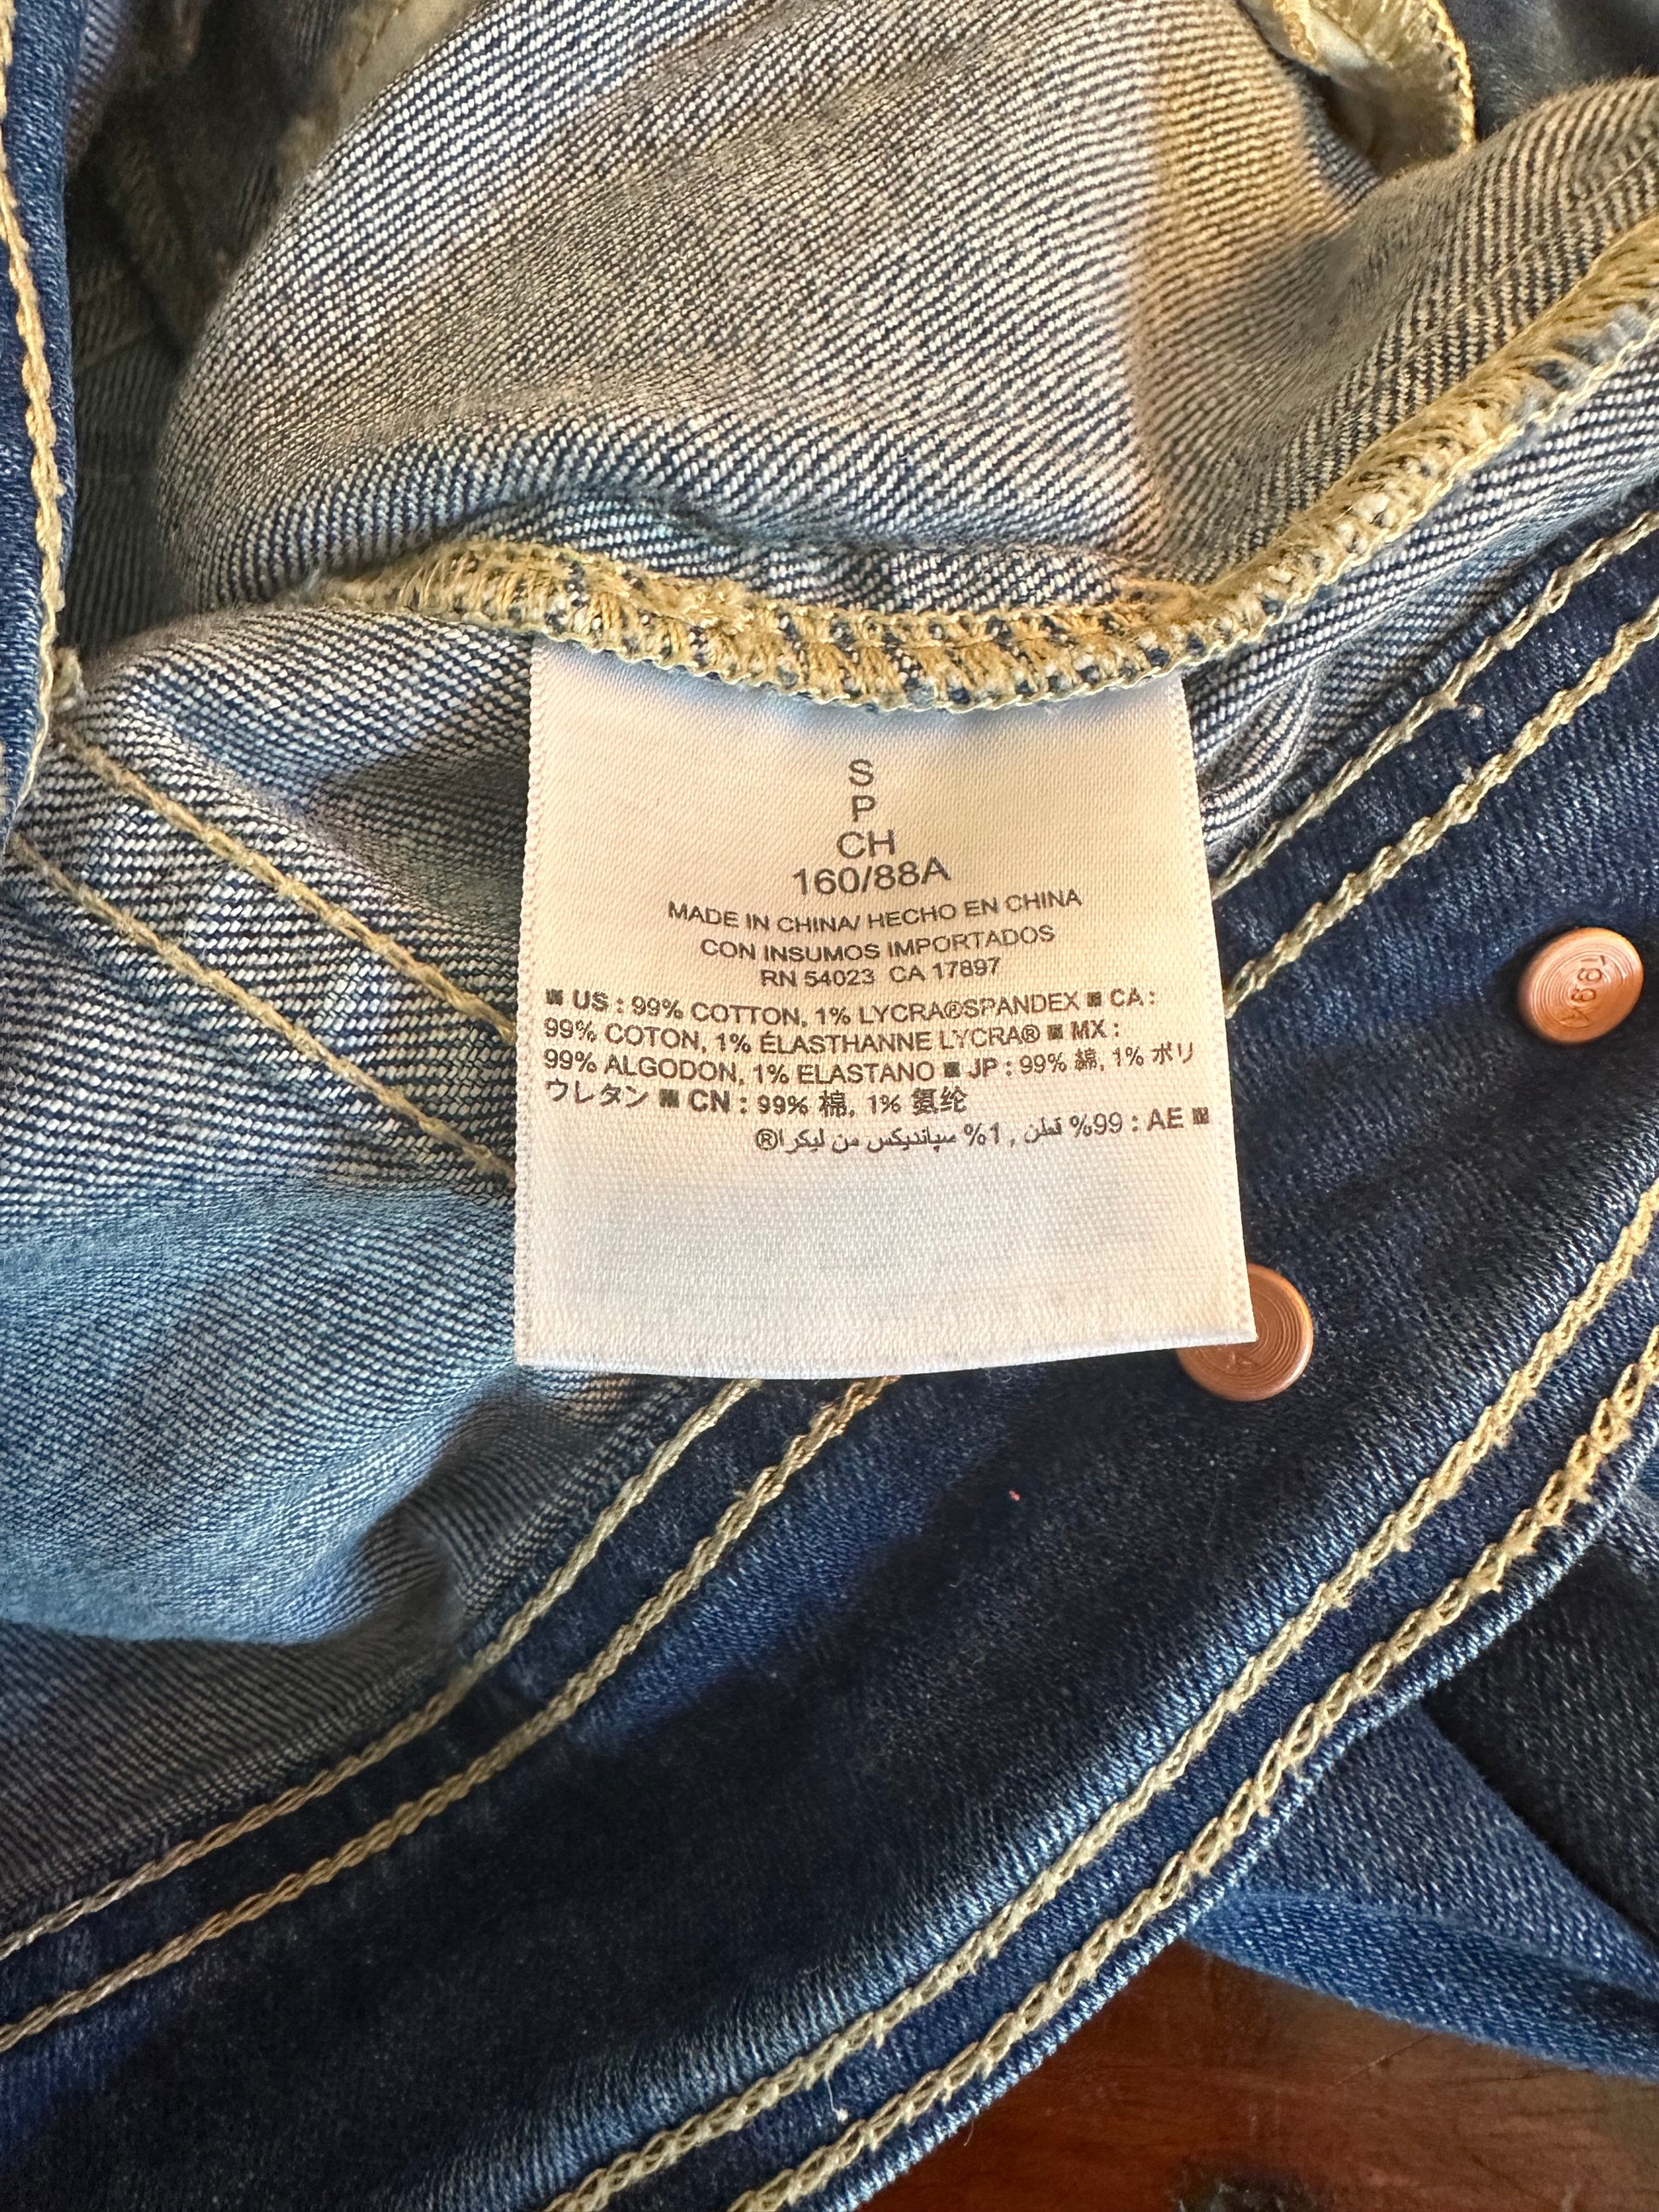 S
P
CH
160/88A
MADE IN CHINA/ HECHO EN CHINA
CON INSUMOS IMPORTADOS
RN 54023 CA 17897
■ US : 99% COTTON, 1% LYCRA®SPANDEX ■ CA :
99% COTON, 1% ÉLASTHANNE LYCRA® ■ MX :
99% ALGODON, 1% ELASTANO ■ JP : 99% 綿, 1% ポリ
ウレタン ■ CN : 99% 棉, 1% 氨纶
■ AE : 99% قطن , 1% سباندیکس من ليكرا®
1969